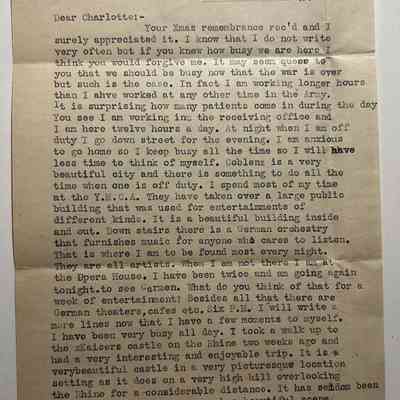 Dear Charlotte:-
Your Xmas remembrance rec'd and I
surely appreciated it. I know that I do not write
very often but if you knew how busy we are here I
think you would forgive me. It may seem queer to
you that we should be busy now that the war is over
but such is the case. In fact I am working longer hours
than I ahve worked at any other time in the Army.
It is surprising how many patients come in during the day
You see I am working inn the receiving office and
I am here twelve hours a day. At night when I am off
duty I go down street for the evening. I am anxious
to go home so I keep busy all the time so I will have
less time to think of myself. Coblenz is a very
beautiful city and there is something to do all the
time when one is off duty. I spend most of my time
at the Y.M.C.A. They have taken over a large public
building that was used for entertainments of
different kinds. It is a beautiful building inside
and out. Down stairs there is a German orchestry
that furnishes music for anyone who cares to listen.
That is where I am to be found most every night.
They are all artists. When I am not there I am at
the Opera House. I have been twice and am going again
tonight.to see Carmen. What do you think of that for a
week of entertainment? Besides all that there are
German theaters,cafes etc. Six P.M. I will write a
more lines now that I have a few moments to myself.
I have been very busy all day. I took a walk up to
the Kaisers castle on the Rhine two weeks ago and
had a very interesting and enjoyable trip. It is a
verybeautiful castle in a very picturesque location
setting as it does on a very high hill overlooking
the Rhine for a considerable distance. It has seldom been
beautiful